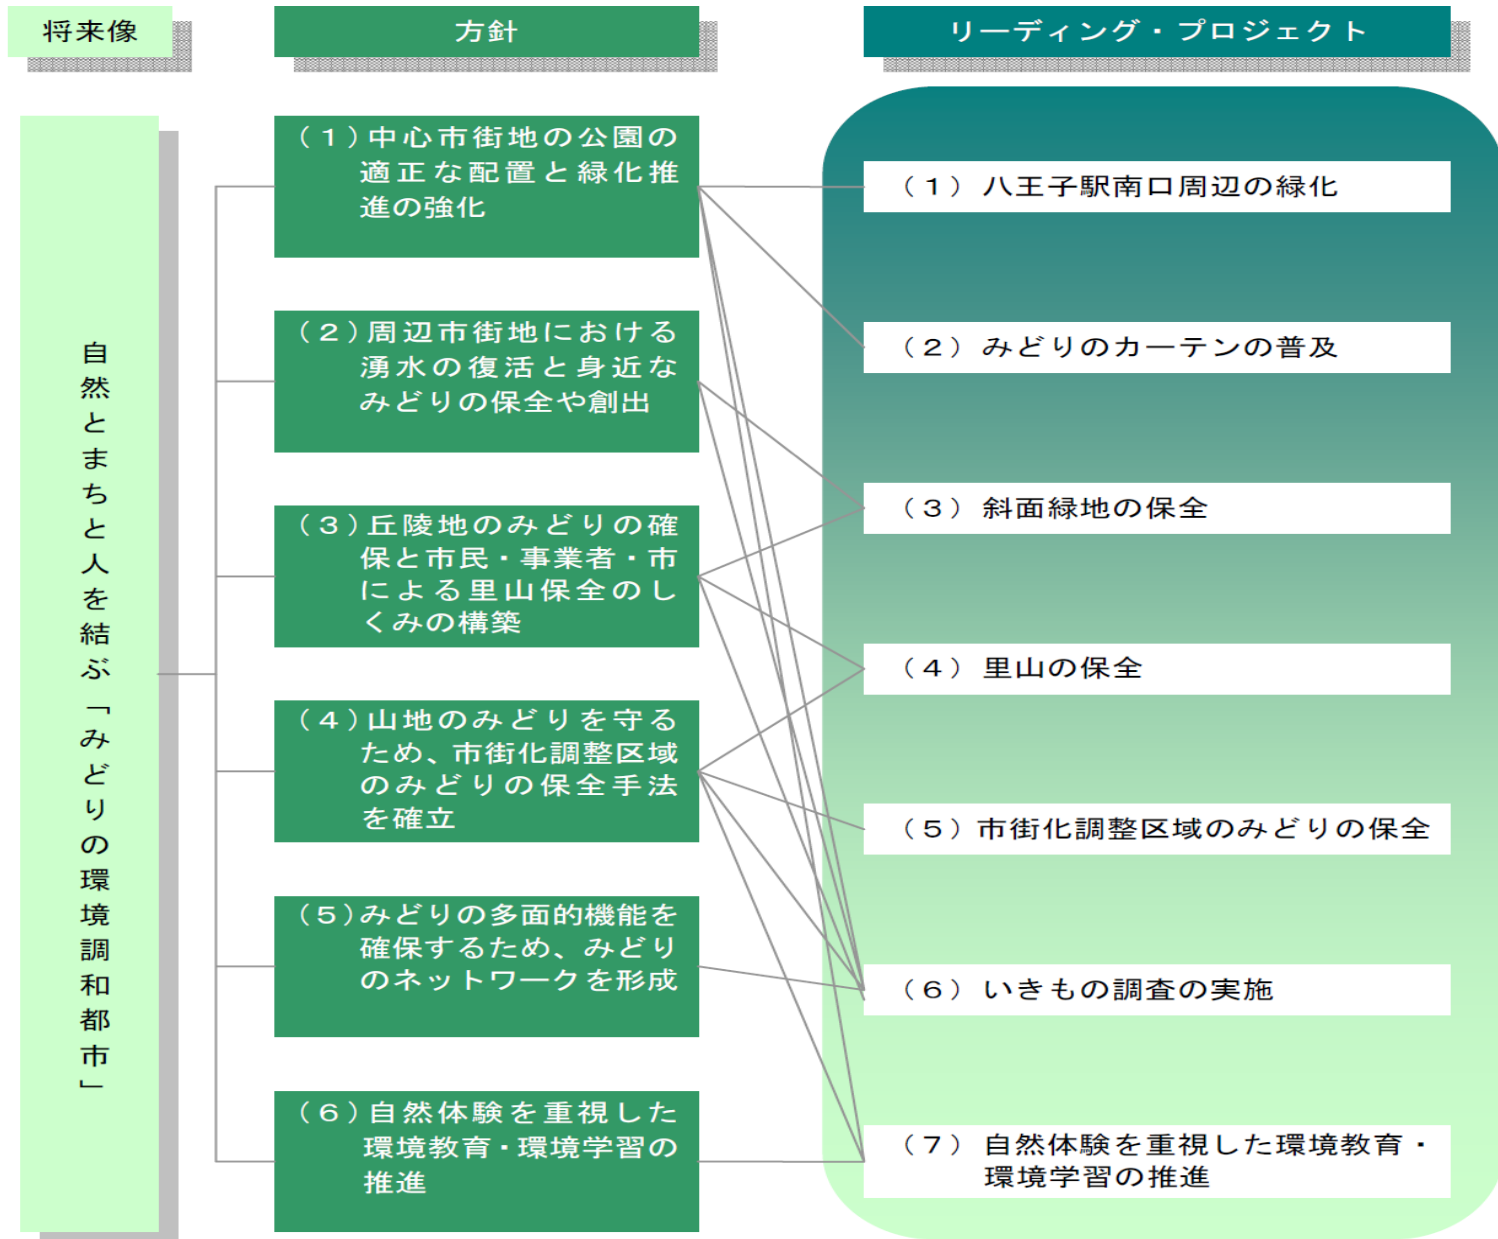 将来像
方針
リーディング・プロジェクト
自然とまちと人を結ぶ「みどりの環境調和都市」
（１）中心市街地の公園の
適正な配置と緑化推
進の強化
（２）周辺市街地における
湧水の復活と身近な
みどりの保全や創出
（３）丘陵地のみどりの確
保と市民・事業者・市
による里山保全のし
くみの構築
（４）山地のみどりを守る
ため、市街化調整区域
のみどりの保全手法
を確立
（５）みどりの多面的機能を
確保するため、みどり
のネットワークを形成
（６）自然体験を重視した
環境教育・環境学習の
推進
（１）八王子駅南口周辺の緑化
（２）みどりのカーテンの普及
（３）斜面緑地の保全
（４）里山の保全
（５）市街化調整区域のみどりの保全
（６）いきもの調査の実施
（７）自然体験を重視した環境教育・
環境学習の推進